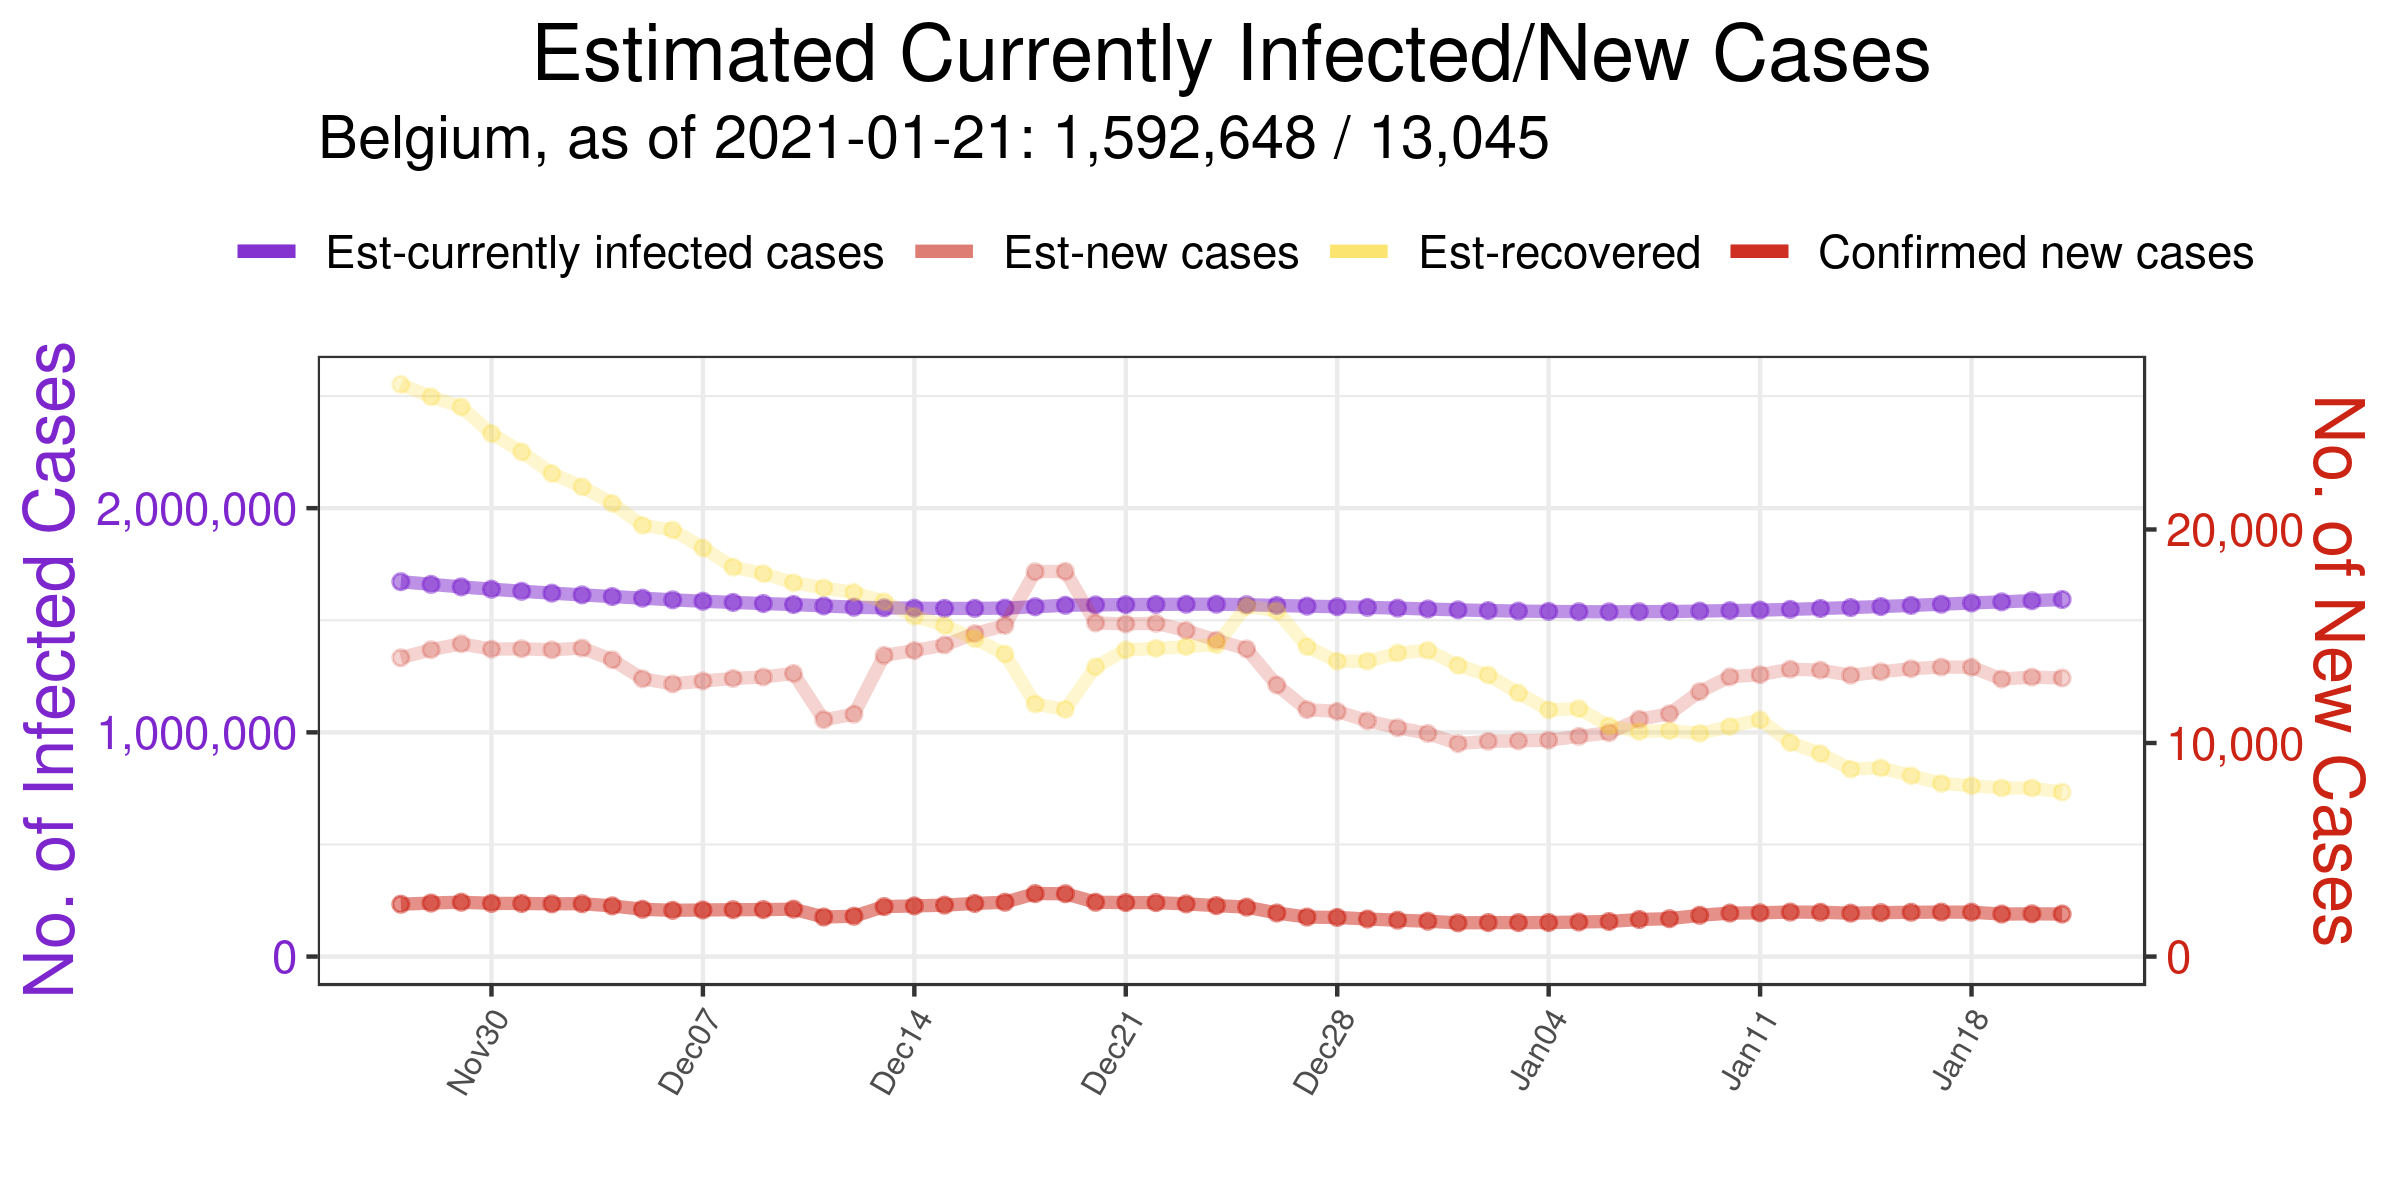 Estimated Currently Infected/New Cases
Belgium, as of 2021-01-21: 1,592,648 / 13,045
Est-currently infected cases Est-new cases Est-recovered Confirmed new cases
No. of Infected Cases
2,000,000
1,000,000
0
20,000
10,000
0
No. of New Cases
Nov30 Dec07 Dec14 Dec21 Dec28 Jan04 Jan11 Jan18